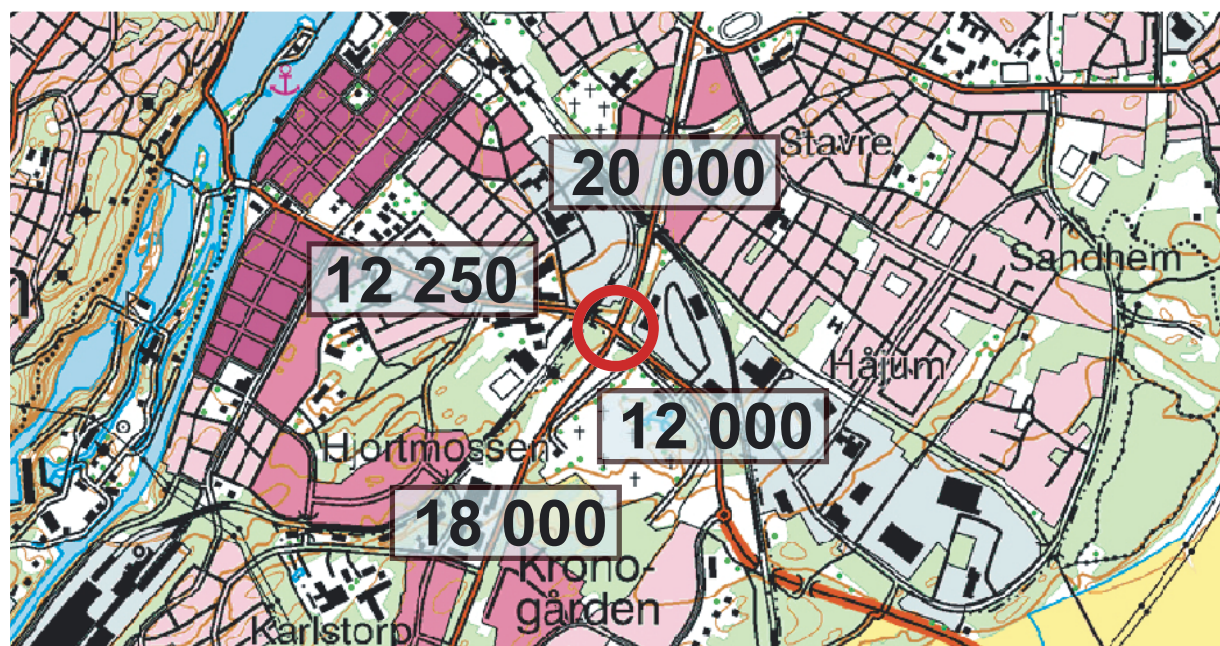 Stavre
20 000
Sandhem
12 250
Håjum
12 000
Hjortmossen
18 000
Krono-
gården
Karlstorp